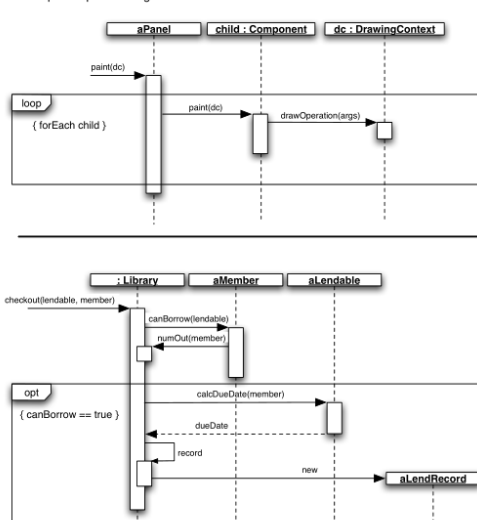 aPanel child : Component dc : DrawingContext
paint(dc)
loop
paint(dc)
drawOperation(args)
{ forEach child }
: Library aMember aLendable
checkout(lendable, member)
canBorrow(lendable)
numOut(member)
opt
calcDueDate(member)
{ canBorrow == true }
dueDate
record
new
aLendRecord